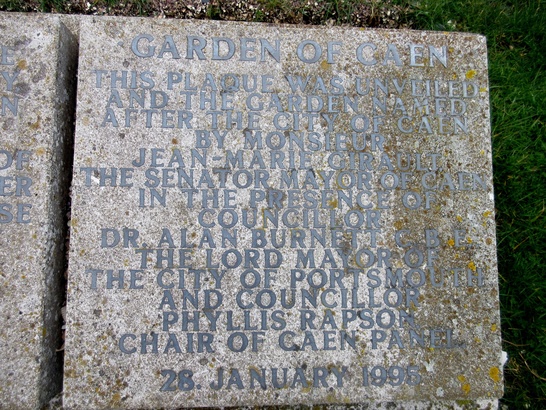 GARDEN OF CAEN
THIS PLAQUE WAS UNVEILED
AND THE GARDEN NAMED
AFTER THE CITY OF CAEN
BY MONSIEUR
JEAN-MARIE GIRAULT
THE SENATOR MAYOR OF CAEN
IN THE PRESENCE OF
COUNCILLOR
DR. ALAN BURNETT C.B.E.
THE LORD MAYOR OF
THE CITY OF PORTSMOUTH
AND COUNCILLOR
PHYLLIS RAPSON
CHAIR OF CAEN PANEL.
28. JANUARY 1995.
OF